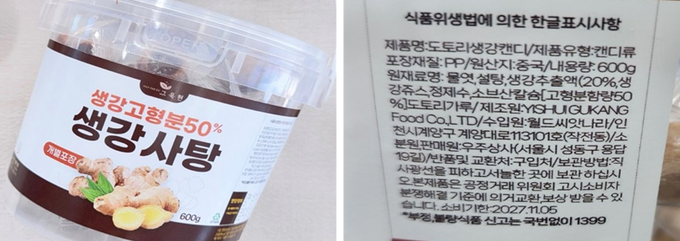 OPEN
그 옥 현
생강고형분50%
생강사탕
개별포장
600g
식품위생법에 의한 한글표시사항
제품명:도토리생강캔디/제품유형:캔디류
포장재질: PP/원산지:중국/내용량: 600g
원재료명: 물엿,설탕,생강추출액(20%,생
강쥬스,정제수,소브산칼슘[고형분함량50
%]도토리가루/ 제조원:YISHUI GUKANG
Food Co.,LTD/수입원:월드씨앗나라/인
천시계양구 계양대로113101호(작전동)/소
분원,판매원:우주상사(서울시 성동구 용답
19길)/반품및 교환처:구입처/보관방법:직
사광선을 피하고서늘한 곳에 보관 하십시
오본제품은 공정거래 위원회 고시소비자
분쟁해결 기준에 의거교환,보상 받을 수 있
습니다. 소비기한:2027.11.05
*부정,불량식품 신고는 국번없이 1399